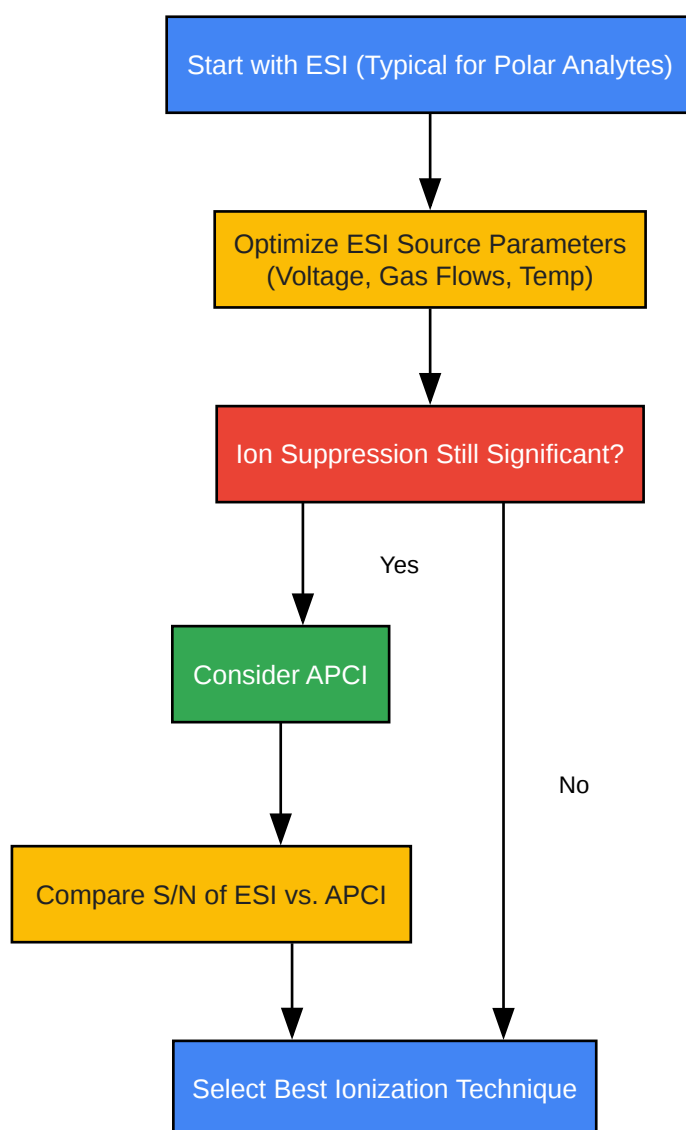 Start with ESI (Typical for Polar Analytes)
Optimize ESI Source Parameters
(Voltage, Gas Flows, Temp)
Ion Suppression Still Significant?
Yes
Consider APCI
No
Compare S/N of ESI vs. APCI
Select Best Ionization Technique